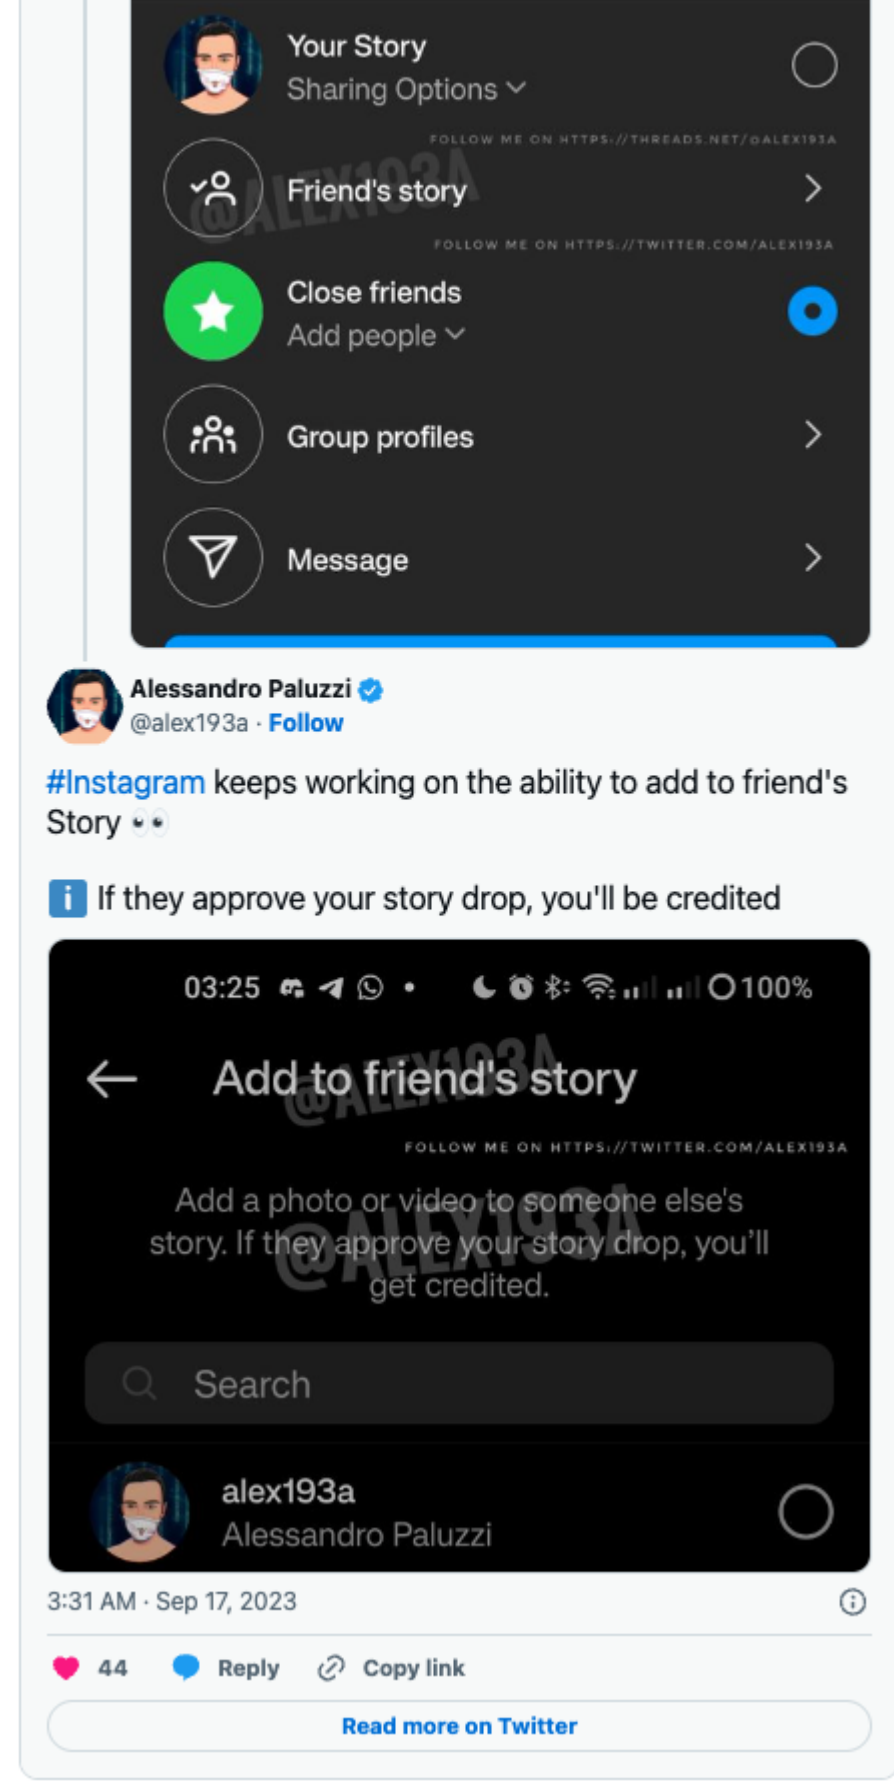 Your Story
Sharing Options
FOLLOW ME ON HTTPS://THREADS.NET/@ALEX193A
@ALEX193A
Friend's story
FOLLOW ME ON HTTPS://TWITTER.COM/ALEX193A
Close friends
Add people
Group profiles
Message
Alessandro Paluzzi
@alex193a · Follow
#Instagram keeps working on the ability to add to friend's
Story 👀
ℹ️ If they approve your story drop, you'll be credited
03:25 100%
Add to friend's story
@ALEX193A
FOLLOW ME ON HTTPS://TWITTER.COM/ALEX193A
Add a photo or video to someone else's
story. If they approve your story drop, you’ll
get credited.
@ALEX193A
Search
alex193a
Alessandro Paluzzi
3:31 AM · Sep 17, 2023
44 Reply Copy link
Read more on Twitter